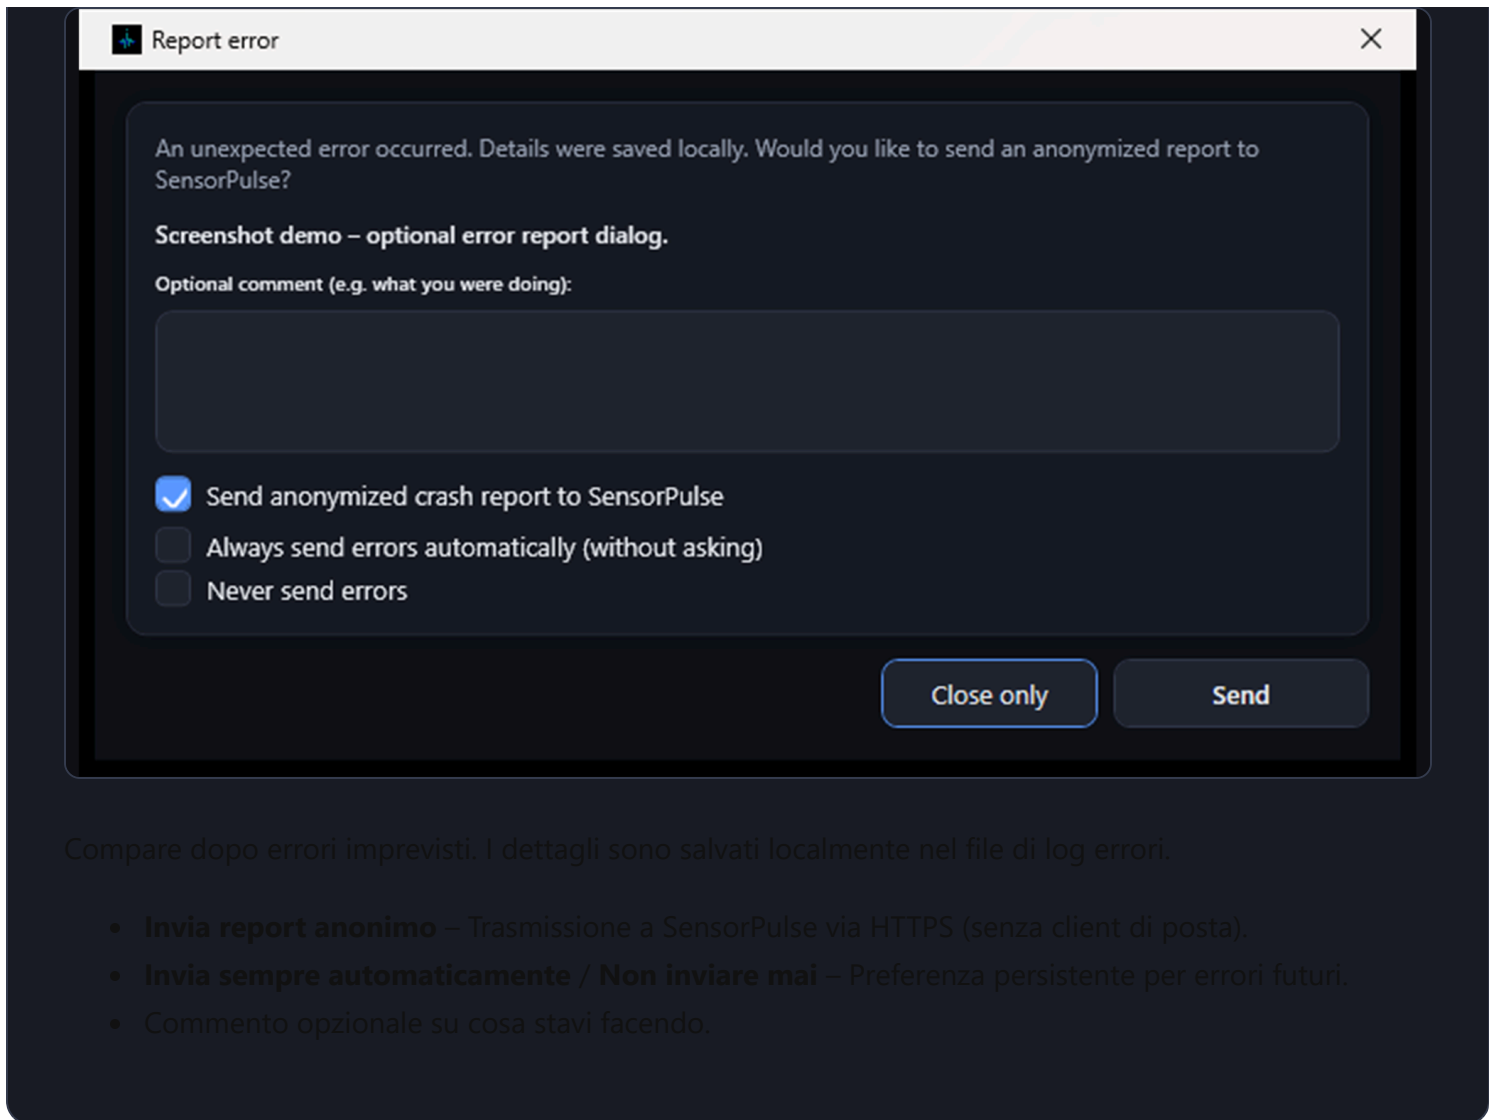 Report error
An unexpected error occurred. Details were saved locally. Would you like to send an anonymized report to
SensorPulse?
Screenshot demo – optional error report dialog.
Optional comment (e.g. what you were doing):
Send anonymized crash report to SensorPulse
Always send errors automatically (without asking)
Never send errors
Close only
Send
Compare dopo errori imprevisti. I dettagli sono salvati localmente nel file di log errori.
• Invia report anonimo – Trasmissione a SensorPulse via HTTPS (senza client di posta).
• Invia sempre automaticamente / Non inviare mai – Preferenza persistente per errori futuri.
• Commento opzionale su cosa stavi facendo.